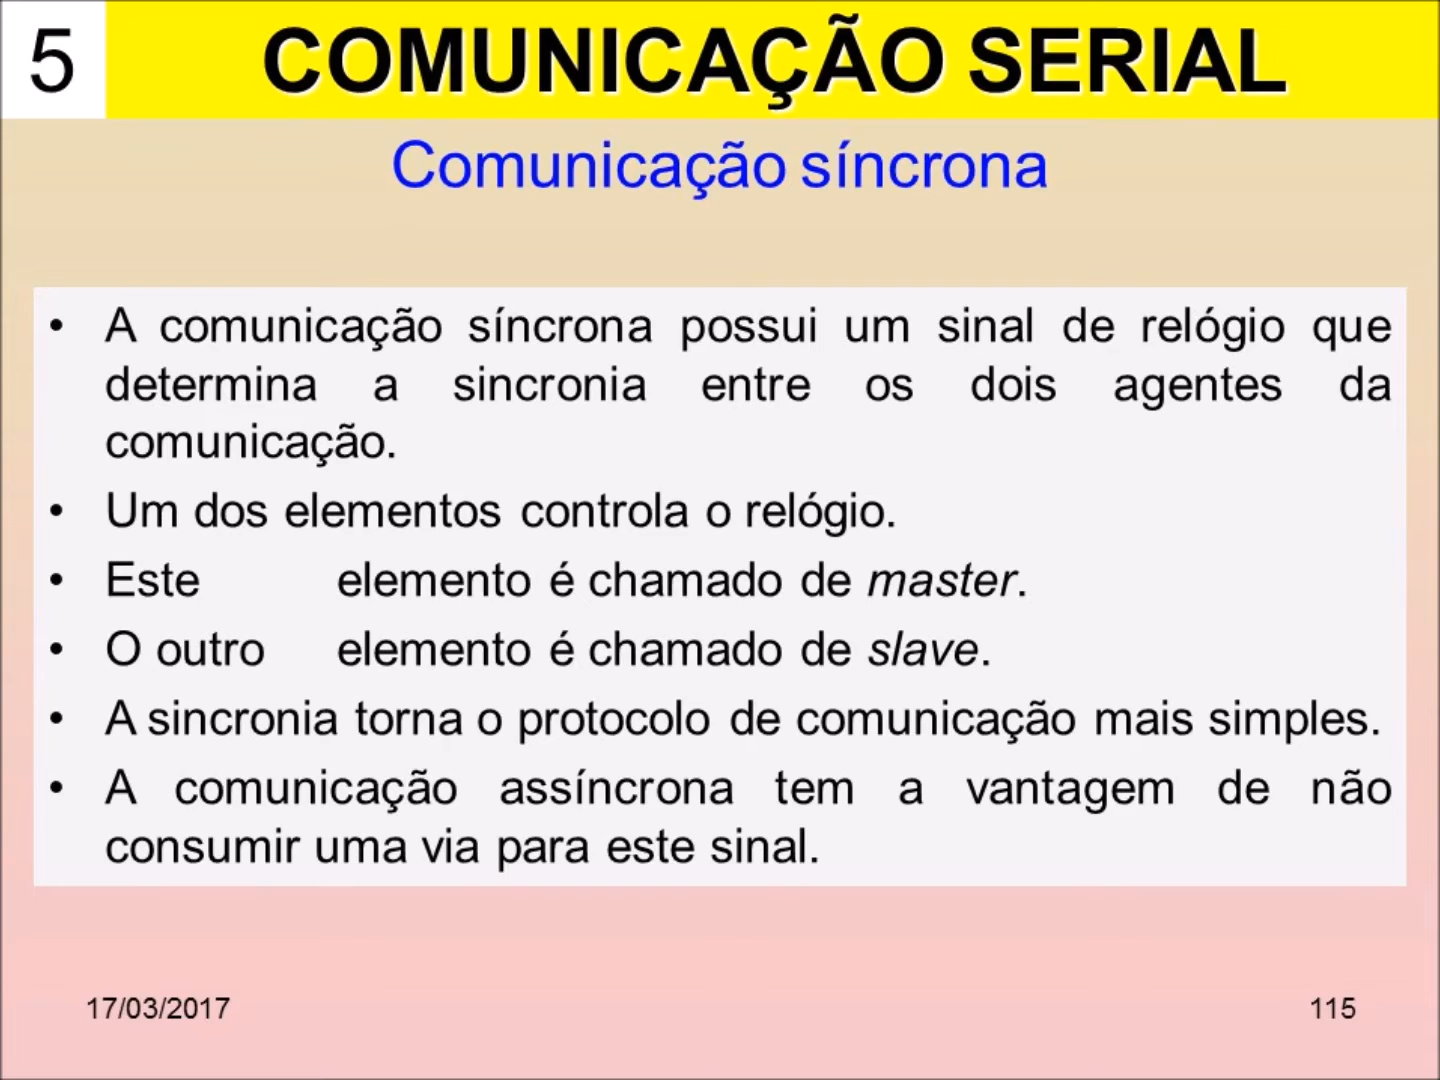 5
COMUNICAÇÃO SERIAL
Comunicação síncrona
• A comunicação síncrona possui um sinal de relógio que
determina a sincronia entre os dois agentes da
comunicação.
• Um dos elementos controla o relógio.
• Este elemento é chamado de master.
• O outro elemento é chamado de slave.
• A sincronia torna o protocolo de comunicação mais simples.
• A comunicação assíncrona tem a vantagem de não
consumir uma via para este sinal.
17/03/2017
115